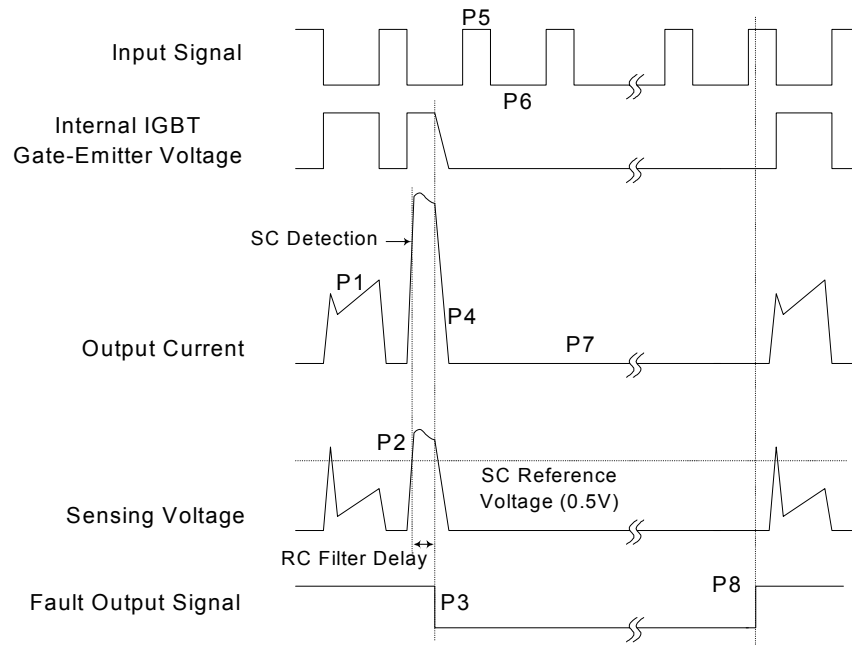 P5
Input Signal
P6
Internal IGBT
Gate-Emitter Voltage
SC Detection
P1
P4
Output Current
P7
P2
SC Reference
Voltage (0.5V)
Sensing Voltage
RC Filter Delay
P8
Fault Output Signal
P3